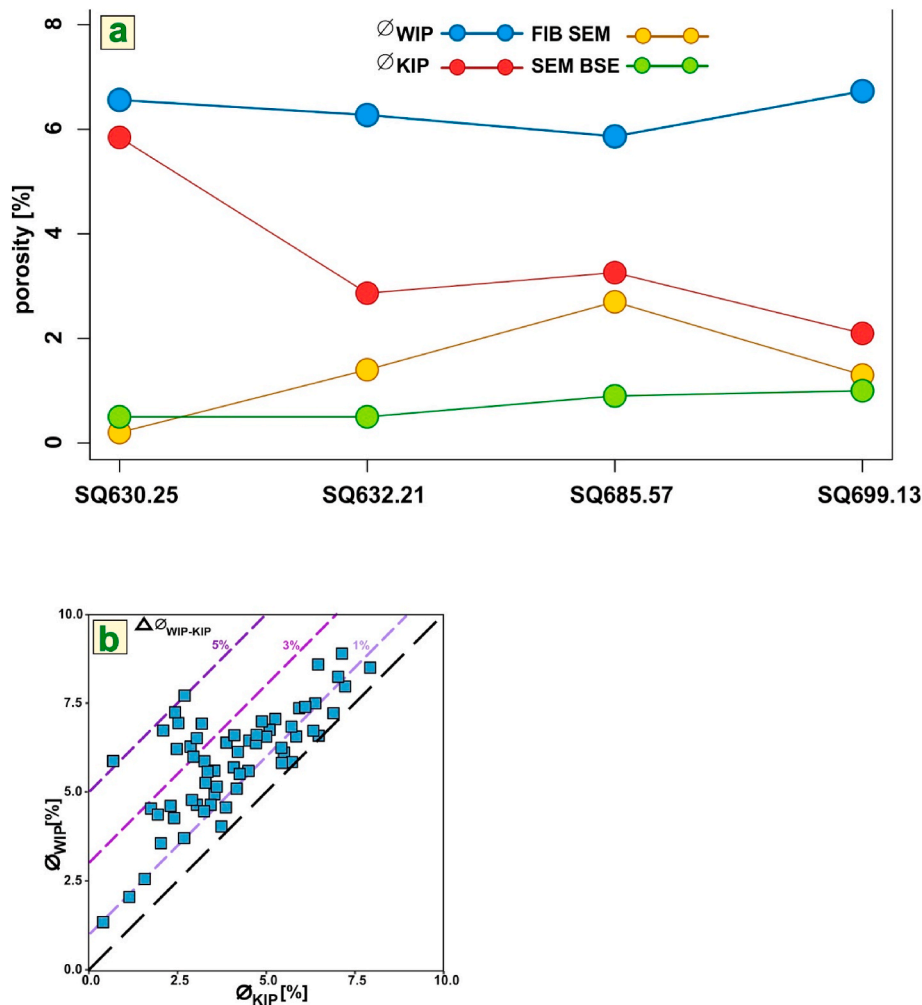 a
8
6
4
2
0
porosity [%]
∅WIP
FIB SEM
∅KIP
SEM BSE
SQ630.25
SQ632.21
SQ685.57
SQ699.13
b
△ ∅WIP-KIP
5%
3%
1%
10.0
7.5
5.0
2.5
0.0
ØWIP[%]
0.0
2.5
5.0
7.5
10.0
ØKIP[%]